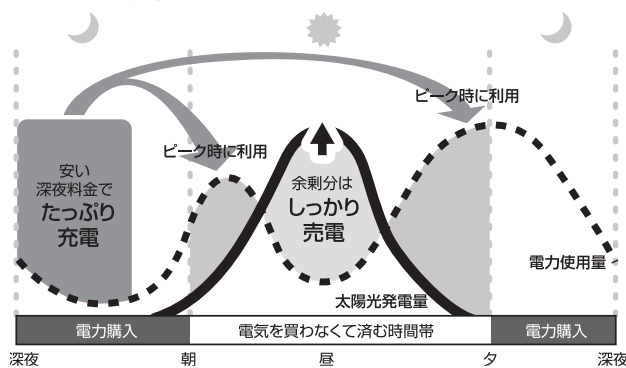 ピーク時に利用
ピーク時に利用
安い
深夜料金で
たっぷり
充電
余剰分は
しっかり
売電
電力使用量
太陽光発電量
電力購入
電気を買わなくて済む時間帯
電力購入
深夜
朝
昼
夕
深夜